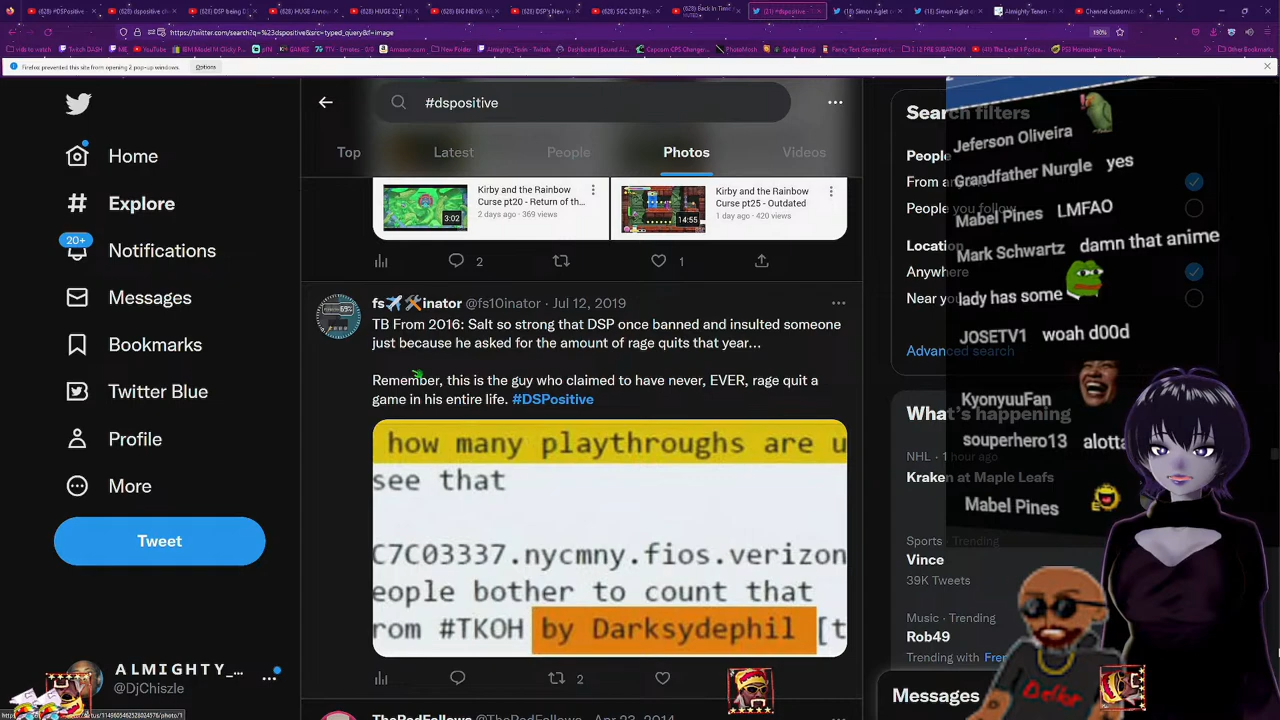 https://twitter.com/search?q=%23dspositive&src=typed_query&f=image
190%
Firefox prevented this site from opening 2 pop-up windows.
Options
#dspositive
Top
Latest
People
Photos
Videos
Home
Explore
20+
Notifications
Messages
Bookmarks
Twitter Blue
Profile
More
Tweet
A L M I G H T Y _...
@DjChiszle
Kirby and the Rainbow
Curse pt20 - Return of th...
2 days ago · 369 views
3:02
Kirby and the Rainbow
Curse pt25 - Outdated
1 day ago · 420 views
14:55
2
1
fs✈️🛠️inator @fs10inator · Jul 12, 2019
TB From 2016: Salt so strong that DSP once banned and insulted someone
just because he asked for the amount of rage quits that year...
Remember, this is the guy who claimed to have never, EVER, rage quit a
game in his entire life. #DSPositive
how many playthroughs are u
see that
C7C03337.nycmny.fios.verizon
eople bother to count that
rom #TKOH by Darksydephil [t
2
Search filters
People
From a
People you follow
Location
Anywhere
Near you
Advanced search
What's happening
NHL · 1 hour ago
Kraken at Maple Leafs
Sports · Trending
Vince
39K Tweets
Music · Trending
Rob49
Trending with Fre
Messages
Jeferson Oliveira
Grandfather Nurgle yes
Mabel Pines LMFAO
Mark Schwartz damn that anime
lady has some
JOSETV1 woah d00d
KyonyuuFan
souperhero13 alotta
Mabel Pines